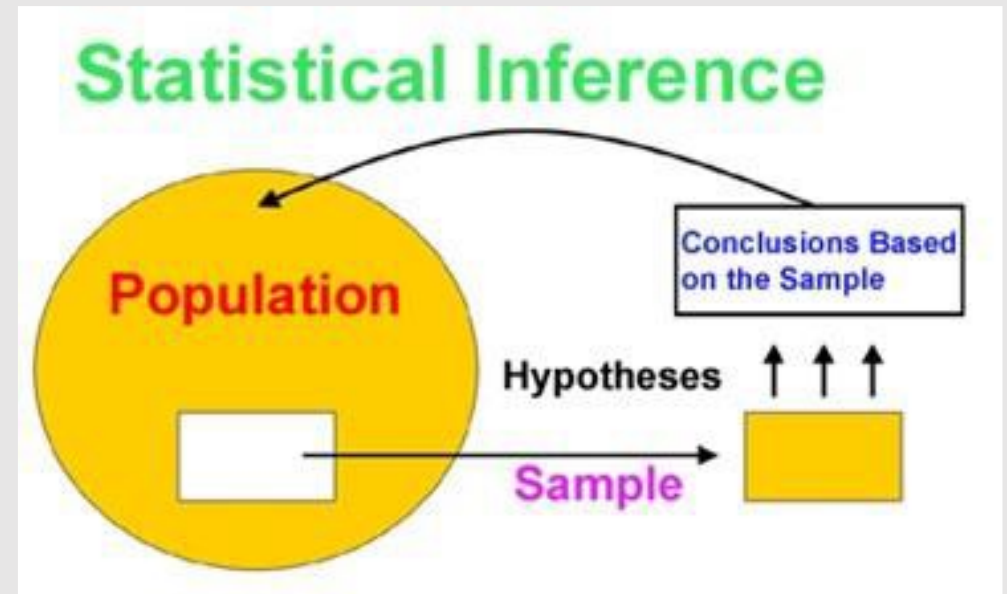 Statistical Inference
Population
Conclusions Based
on the Sample
Hypotheses
Sample